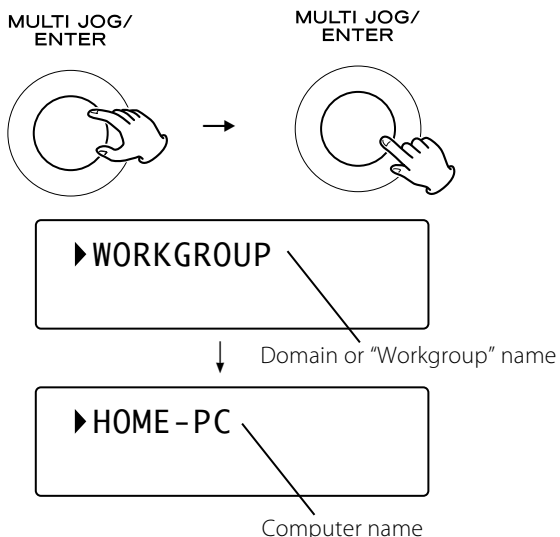 MULTI JOG/
ENTER
MULTI JOG/
ENTER
WORKGROUP
Domain or “Workgroup” name
HOME-PC
Computer name